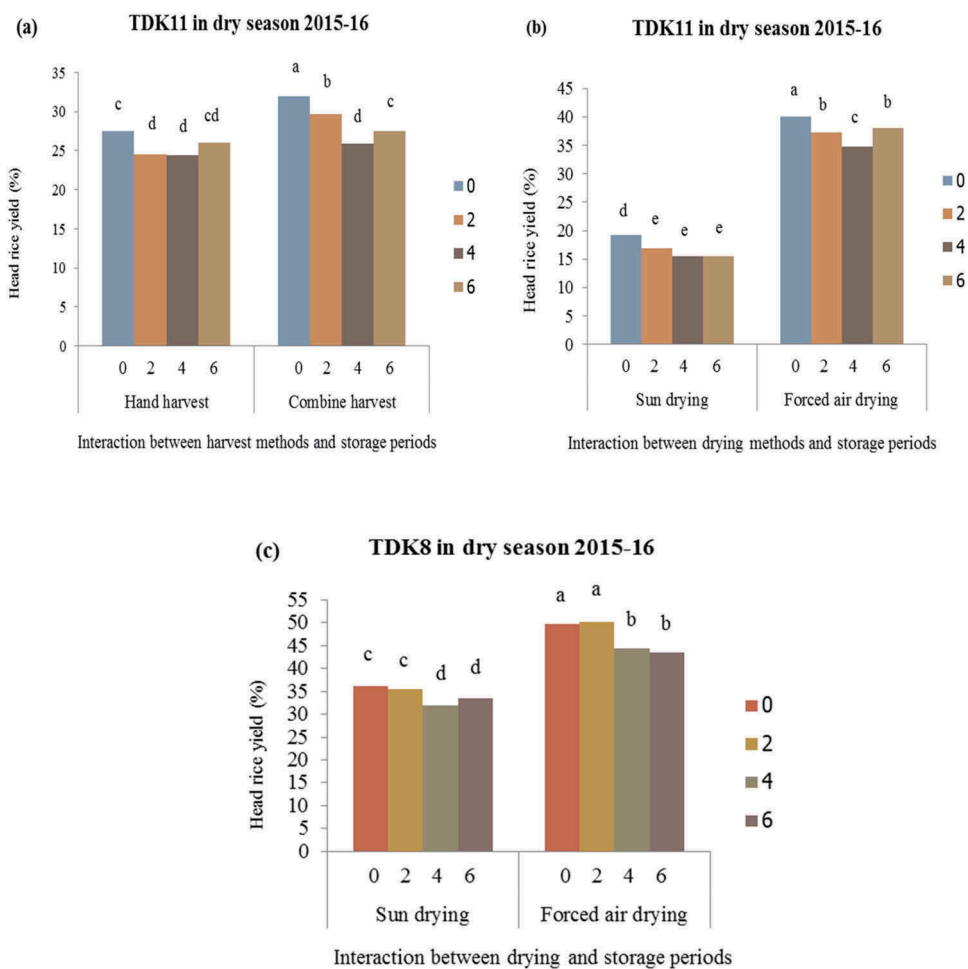 (a)
TDK11 in dry season 2015-16
Head rice yield (%)
35
30
25
20
15
10
5
0
c d d cd a b d c
0 2 4 6 0 2 4 6
Hand harvest Combine harvest
Interaction between harvest methods and storage periods
0
2
4
6
(b)
TDK11 in dry season 2015-16
Head rice yield (%)
45
40
35
30
25
20
15
10
5
0
d e e e a b c b
0 2 4 6 0 2 4 6
Sun drying Forced air drying
Interaction between drying methods and storage periods
0
2
4
6
(c)
TDK8 in dry season 2015-16
Head rice yield (%)
55
50
45
40
35
30
25
20
15
10
5
0
c c d d a a b b
0 2 4 6 0 2 4 6
Sun drying Forced air drying
Interaction between drying and storage periods
0
2
4
6